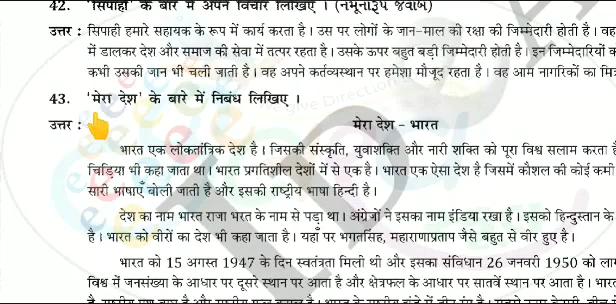 42. 'सिपाही' के बारे में अपने विचार लिखिए । (નમૂનારૂપ જવાબ)
उत्तर : सिपाही हमारे सहायक के रूप में कार्य करता है। उस पर लोगों के जान-माल की रक्षा की जिम्मेदारी होती है। वह
में डालकर देश और समाज की सेवा में तत्पर रहता है। उसके ऊपर बहुत बड़ी जिम्मेदारी होती है। इन जिम्मेदारियों
कभी उसकी जान भी चली जाती है। वह अपने कर्तव्यस्थान पर हमेशा मौजूद रहता है। वह आम नागरिकों का
43. 'मेरा देश' के बारे में निबंध लिखिए ।
उत्तर : मेरा देश - भारत
भारत एक लोकतांत्रिक देश है। जिसकी संस्कृति, युवाशक्ति और नारी शक्ति को पूरा विश्व सलाम करता
चिड़िया भी कहा जाता था। भारत प्रगतिशील देशों में से एक है। भारत एक ऐसा देश है जिसमें कौशल की कोई कमी
सारी भाषाएँ बोली जाती है और इसकी राष्ट्रीय भाषा हिन्दी है।
देश का नाम भारत राजा भरत के नाम से पड़ा था। अंग्रेजों ने इसका नाम इंडिया रखा है। इसको हिन्दुस्तान के
है। भारत को वीरों का देश भी कहा जाता है। यहाँ पर भगतसिंह, महाराणाप्रताप जैसे बहुत से वीर हुए है।
भारत को 15 अगस्त 1947 के दिन स्वतंत्रता मिली थी और इसका संविधान 26 जनवरी 1950 को
विश्व में जनसंख्या के आधार पर दूसरे स्थान पर आता है और क्षेत्रफल के आधार पर सातवें स्थान पर आता है।